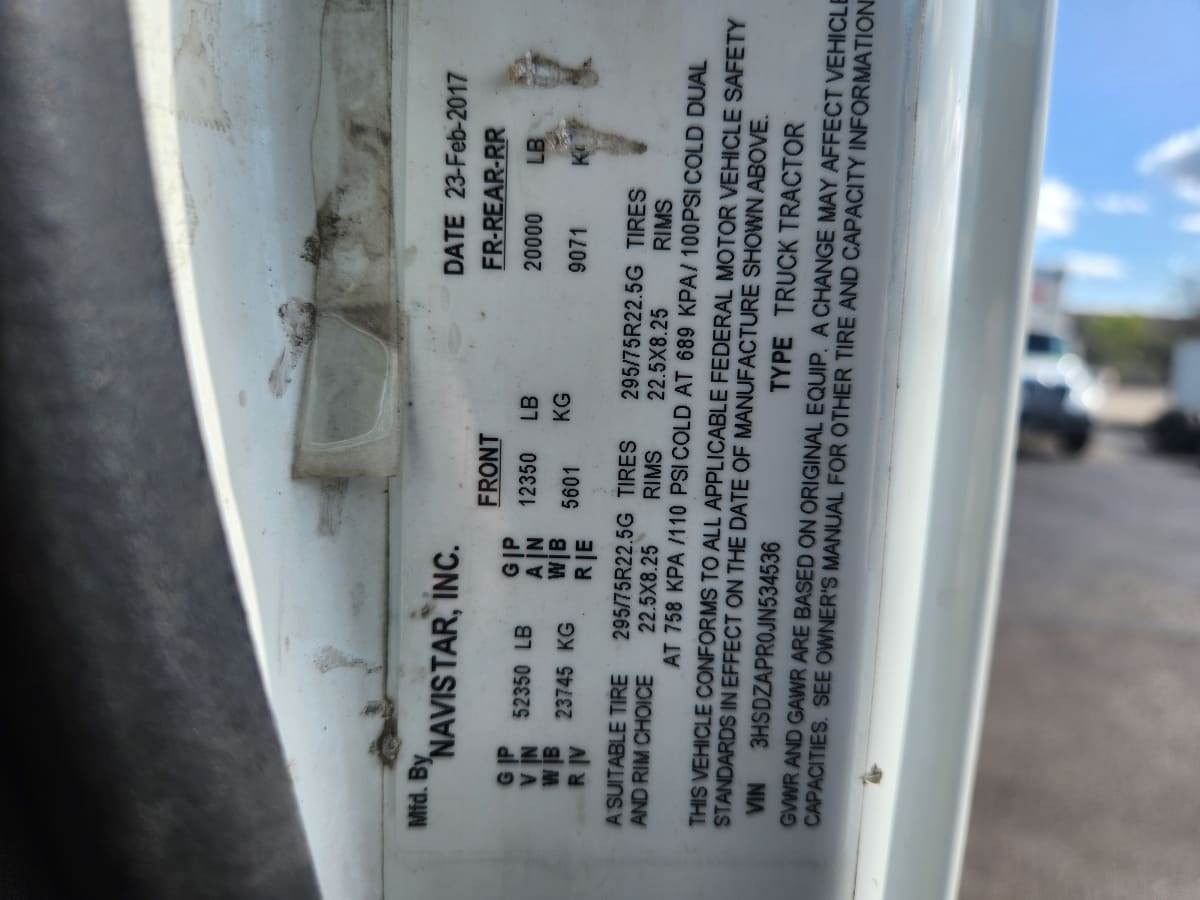 Mfd. By
NAVISTAR, INC.
DATE 23-Feb-2017
FRONT FR-REAR-RR
G|P 52350 LB G|P 12350 LB 20000 LB
V|N A|N
W|B 23745 KG W|B 5601 KG 9071
R|V R|E
A SUITABLE TIRE 295/75R22.5G TIRES 295/75R22.5G TIRES
AND RIM CHOICE 22.5X8.25 RIMS 22.5X8.25 RIMS
AT 758 KPA /110 PSI COLD AT 689 KPA/ 100PSI COLD DUAL
THIS VEHICLE CONFORMS TO ALL APPLICABLE FEDERAL MOTOR VEHICLE SAFETY
STANDARDS IN EFFECT ON THE DATE OF MANUFACTURE SHOWN ABOVE.
VIN 3HSDZAPR0JN534536 TYPE TRUCK TRACTOR
GVWR AND GAWR ARE BASED ON ORIGINAL EQUIP. A CHANGE MAY AFFECT VEHICLE
CAPACITIES. SEE OWNER'S MANUAL FOR OTHER TIRE AND CAPACITY INFORMATION